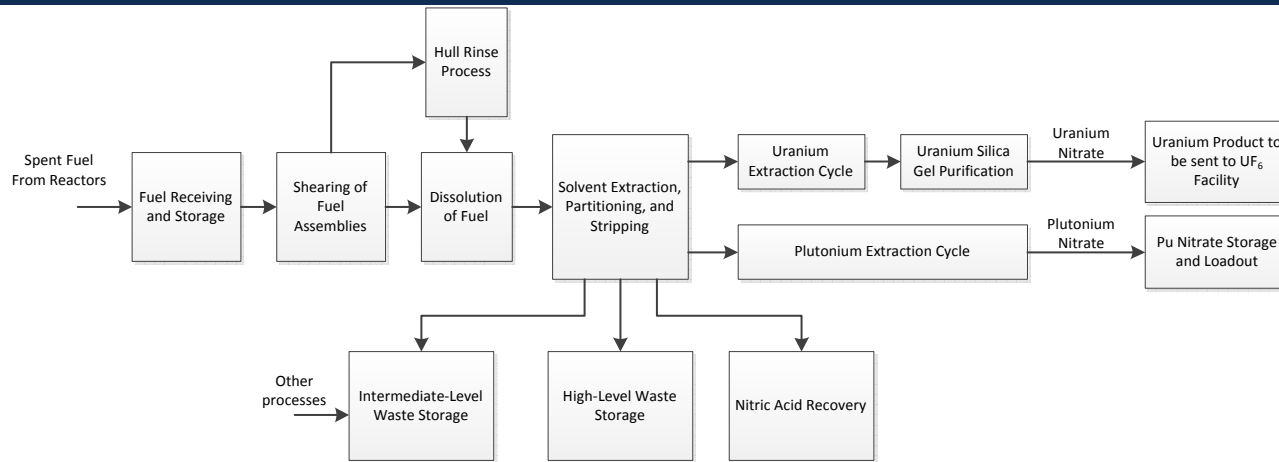 Hull Rinse
Process
Spent Fuel
From Reactors
Fuel Receiving
and Storage
Shearing of
Fuel
Assemblies
Dissolution
of Fuel
Solvent Extraction,
Partitioning, and
Stripping
Uranium
Extraction Cycle
Uranium Silica
Gel Purification
Uranium
Nitrate
Uranium Product to
be sent to UF₆
Facility
Plutonium Extraction Cycle
Plutonium
Nitrate
Pu Nitrate Storage
and Loadout
Other
processes
Intermediate-Level
Waste Storage
High-Level Waste
Storage
Nitric Acid Recovery